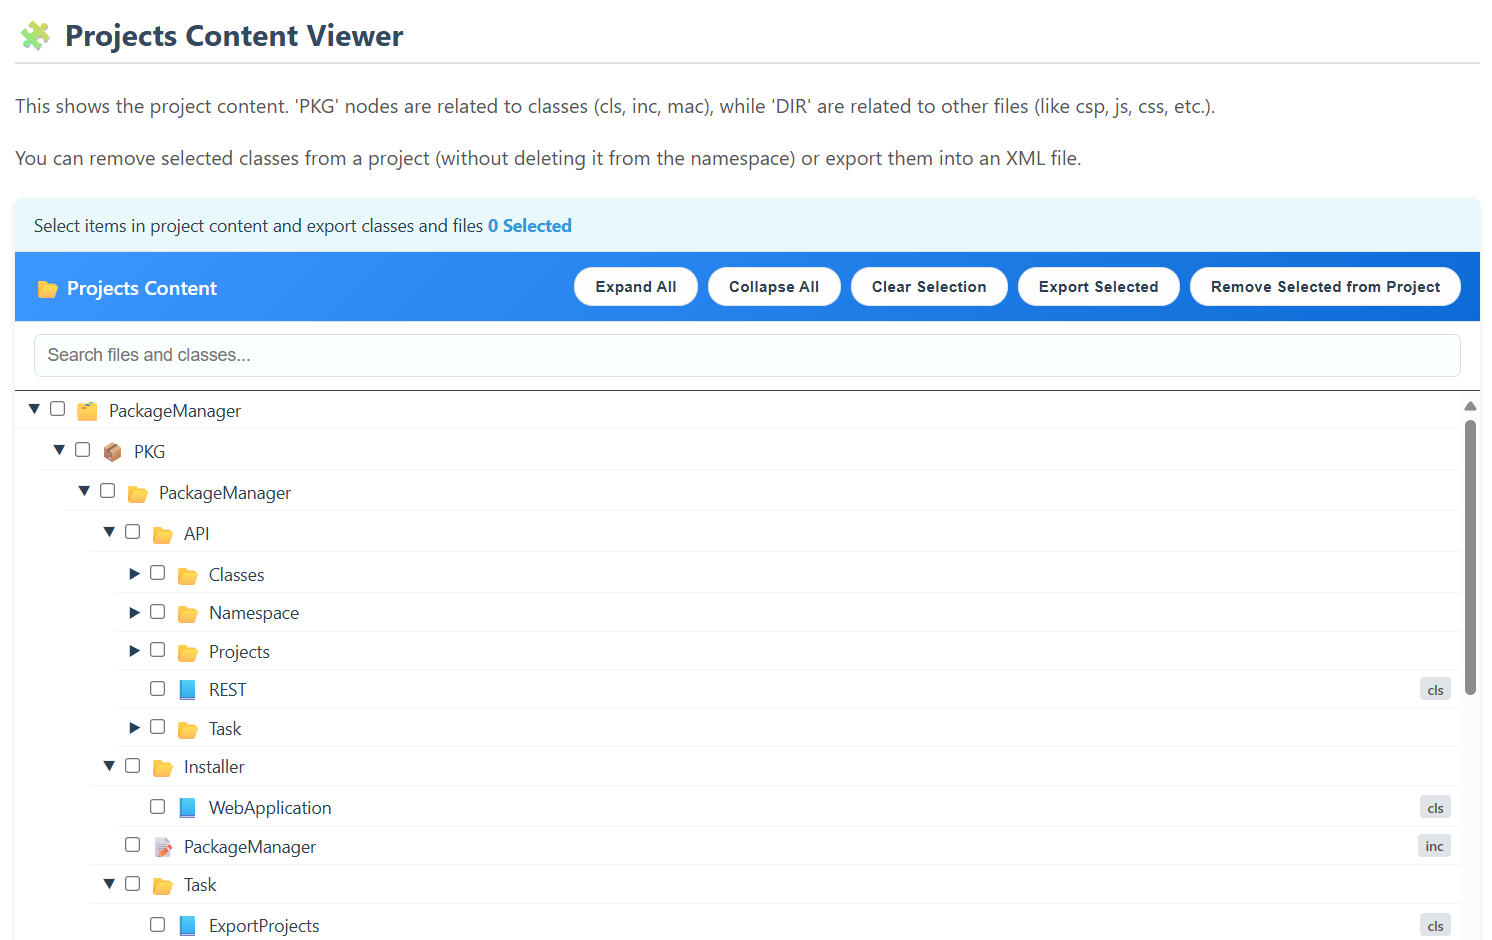 Projects Content Viewer
This shows the project content. 'PKG' nodes are related to classes (cls, inc, mac), while 'DIR' are related to other files (like csp, js, css, etc.).
You can remove selected classes from a project (without deleting it from the namespace) or export them into an XML file.
Select items in project content and export classes and files 0 Selected
Projects Content Expand All Collapse All Clear Selection Export Selected Remove Selected from Project
Search files and classes...
PackageManager
PKG
PackageManager
API
Classes
Namespace
Projects
REST cls
Task
Installer
WebApplication cls
PackageManager inc
Task
ExportProjects cls